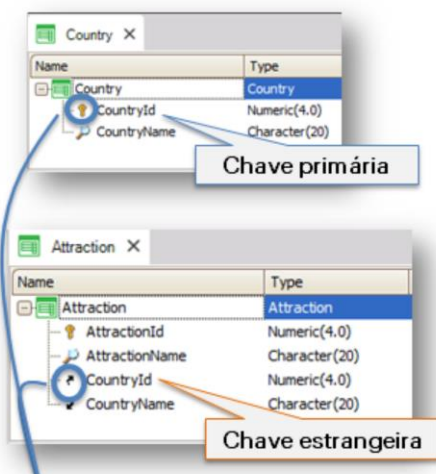 Country X
Name Type
Country Country
CountryId Numeric(4.0)
CountryName Character(20)
Chave primária
Attraction X
Name Type
Attraction Attraction
AttractionId Numeric(4.0)
AttractionName Character(20)
CountryId Numeric(4.0)
CountryName Character(20)
Chave estrangeira